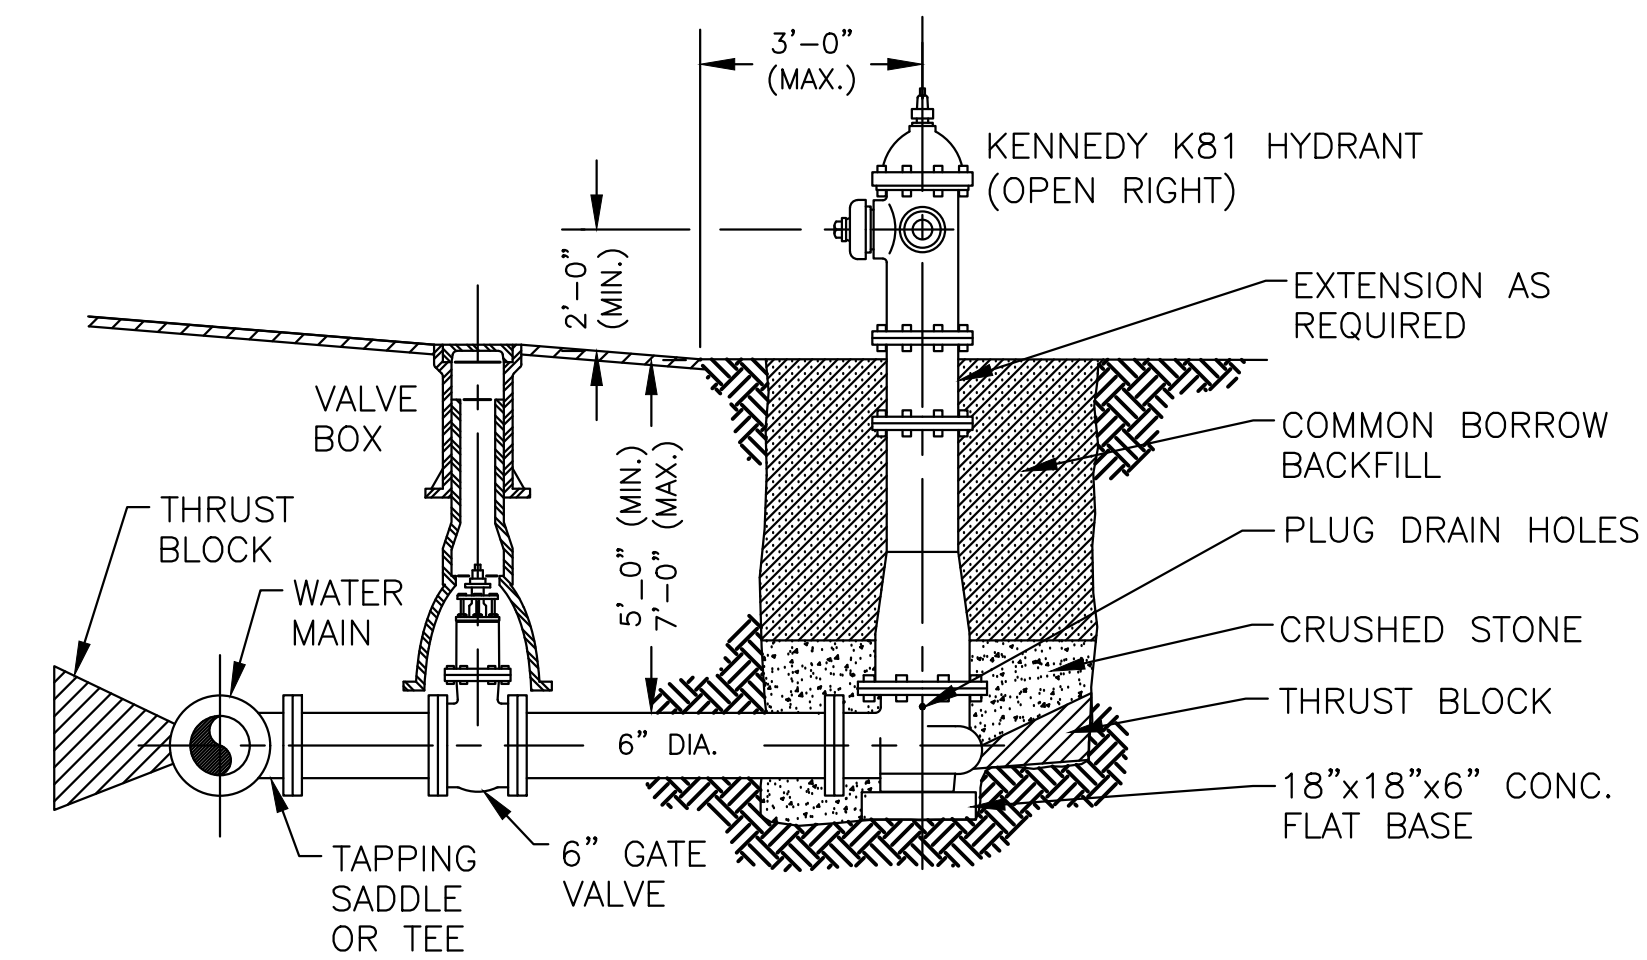 3'-0"
(MAX.)
KENNEDY K81 HYDRANT
(OPEN RIGHT)
2'-0"
(MIN.)
EXTENSION AS
REQUIRED
VALVE
BOX
COMMON BORROW
BACKFILL
5'-0" (MIN.)
7'-0" (MAX.)
THRUST
BLOCK
PLUG DRAIN HOLES
WATER
MAIN
CRUSHED STONE
THRUST BLOCK
6" DIA.
18"x18"x6" CONC.
FLAT BASE
TAPPING
SADDLE
OR TEE
6" GATE
VALVE